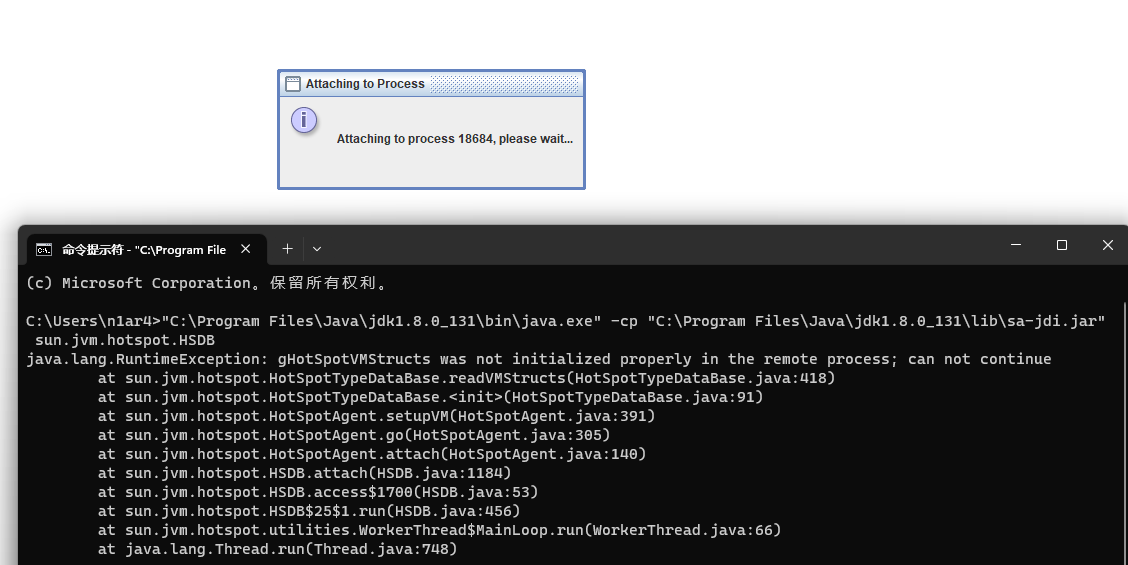 Attaching to Process
Attaching to process 18684, please wait...
命令提示符 - "C:\Program File
(c) Microsoft Corporation。保留所有权利。
C:\Users\n1ar4>"C:\Program Files\Java\jdk1.8.0_131\bin\java.exe" -cp "C:\Program Files\Java\jdk1.8.0_131\lib\sa-jdi.jar"
sun.jvm.hotspot.HSDB
java.lang.RuntimeException: gHotSpotVMStructs was not initialized properly in the remote process; can not continue
at sun.jvm.hotspot.HotSpotTypeDataBase.readVMStructs(HotSpotTypeDataBase.java:418)
at sun.jvm.hotspot.HotSpotTypeDataBase.<init>(HotSpotTypeDataBase.java:91)
at sun.jvm.hotspot.HotSpotAgent.setupVM(HotSpotAgent.java:391)
at sun.jvm.hotspot.HotSpotAgent.go(HotSpotAgent.java:305)
at sun.jvm.hotspot.HotSpotAgent.attach(HotSpotAgent.java:140)
at sun.jvm.hotspot.HSDB.attach(HSDB.java:1184)
at sun.jvm.hotspot.HSDB.access$1700(HSDB.java:53)
at sun.jvm.hotspot.HSDB$25$1.run(HSDB.java:456)
at sun.jvm.hotspot.utilities.WorkerThread$MainLoop.run(WorkerThread.java:66)
at java.lang.Thread.run(Thread.java:748)